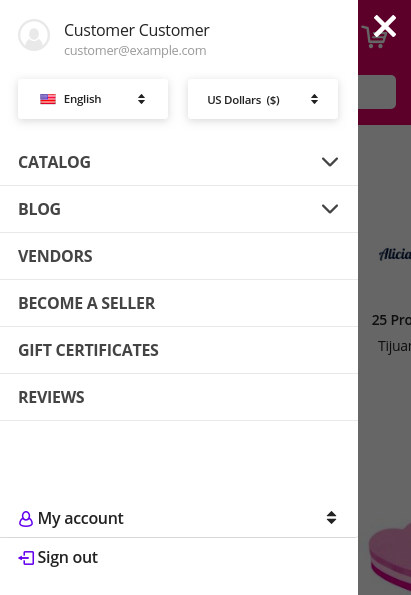 Customer Customer
customer@example.com
English
US Dollars ($)
CATALOG
BLOG
VENDORS
BECOME A SELLER
GIFT CERTIFICATES
REVIEWS
My account
Sign out
Alicia
25 Pro
Tijuar